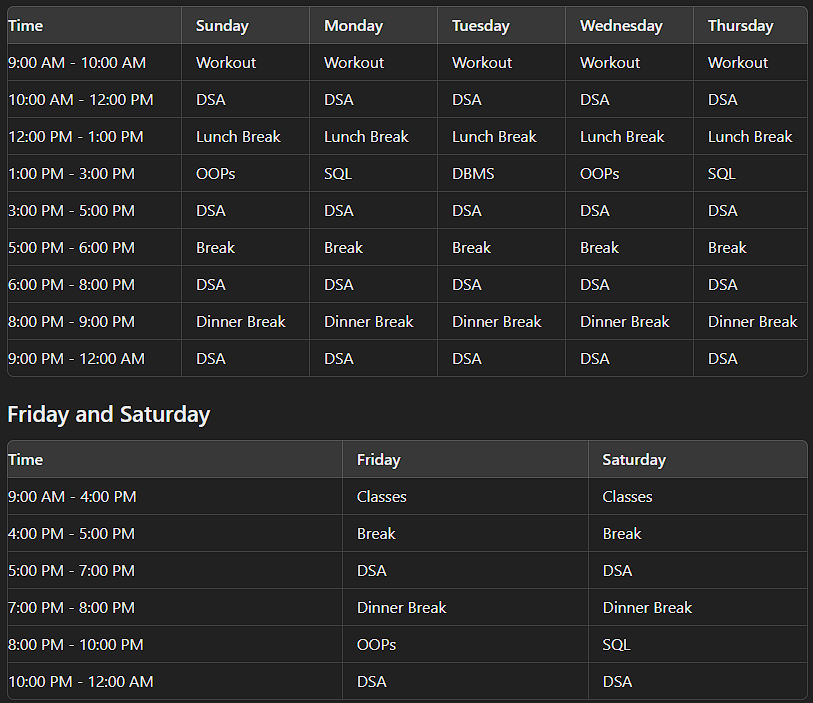 Time Sunday Monday Tuesday Wednesday Thursday
9:00 AM - 10:00 AM Workout Workout Workout Workout Workout
10:00 AM - 12:00 PM DSA DSA DSA DSA DSA
12:00 PM - 1:00 PM Lunch Break Lunch Break Lunch Break Lunch Break Lunch Break
1:00 PM - 3:00 PM OOPs SQL DBMS OOPs SQL
3:00 PM - 5:00 PM DSA DSA DSA DSA DSA
5:00 PM - 6:00 PM Break Break Break Break Break
6:00 PM - 8:00 PM DSA DSA DSA DSA DSA
8:00 PM - 9:00 PM Dinner Break Dinner Break Dinner Break Dinner Break Dinner Break
9:00 PM - 12:00 AM DSA DSA DSA DSA DSA
Friday and Saturday
Time Friday Saturday
9:00 AM - 4:00 PM Classes Classes
4:00 PM - 5:00 PM Break Break
5:00 PM - 7:00 PM DSA DSA
7:00 PM - 8:00 PM Dinner Break Dinner Break
8:00 PM - 10:00 PM OOPs SQL
10:00 PM - 12:00 AM DSA DSA